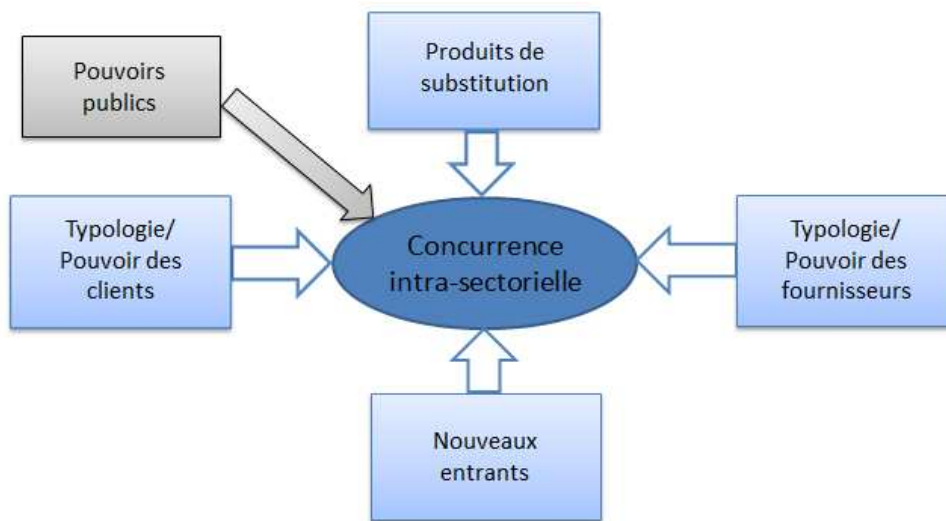 Pouvoirs
publics
Produits de
substitution
Typologie/
Pouvoir des
clients
Concurrence
intra-sectorielle
Typologie/
Pouvoir des
fournisseurs
Nouveaux
entrants